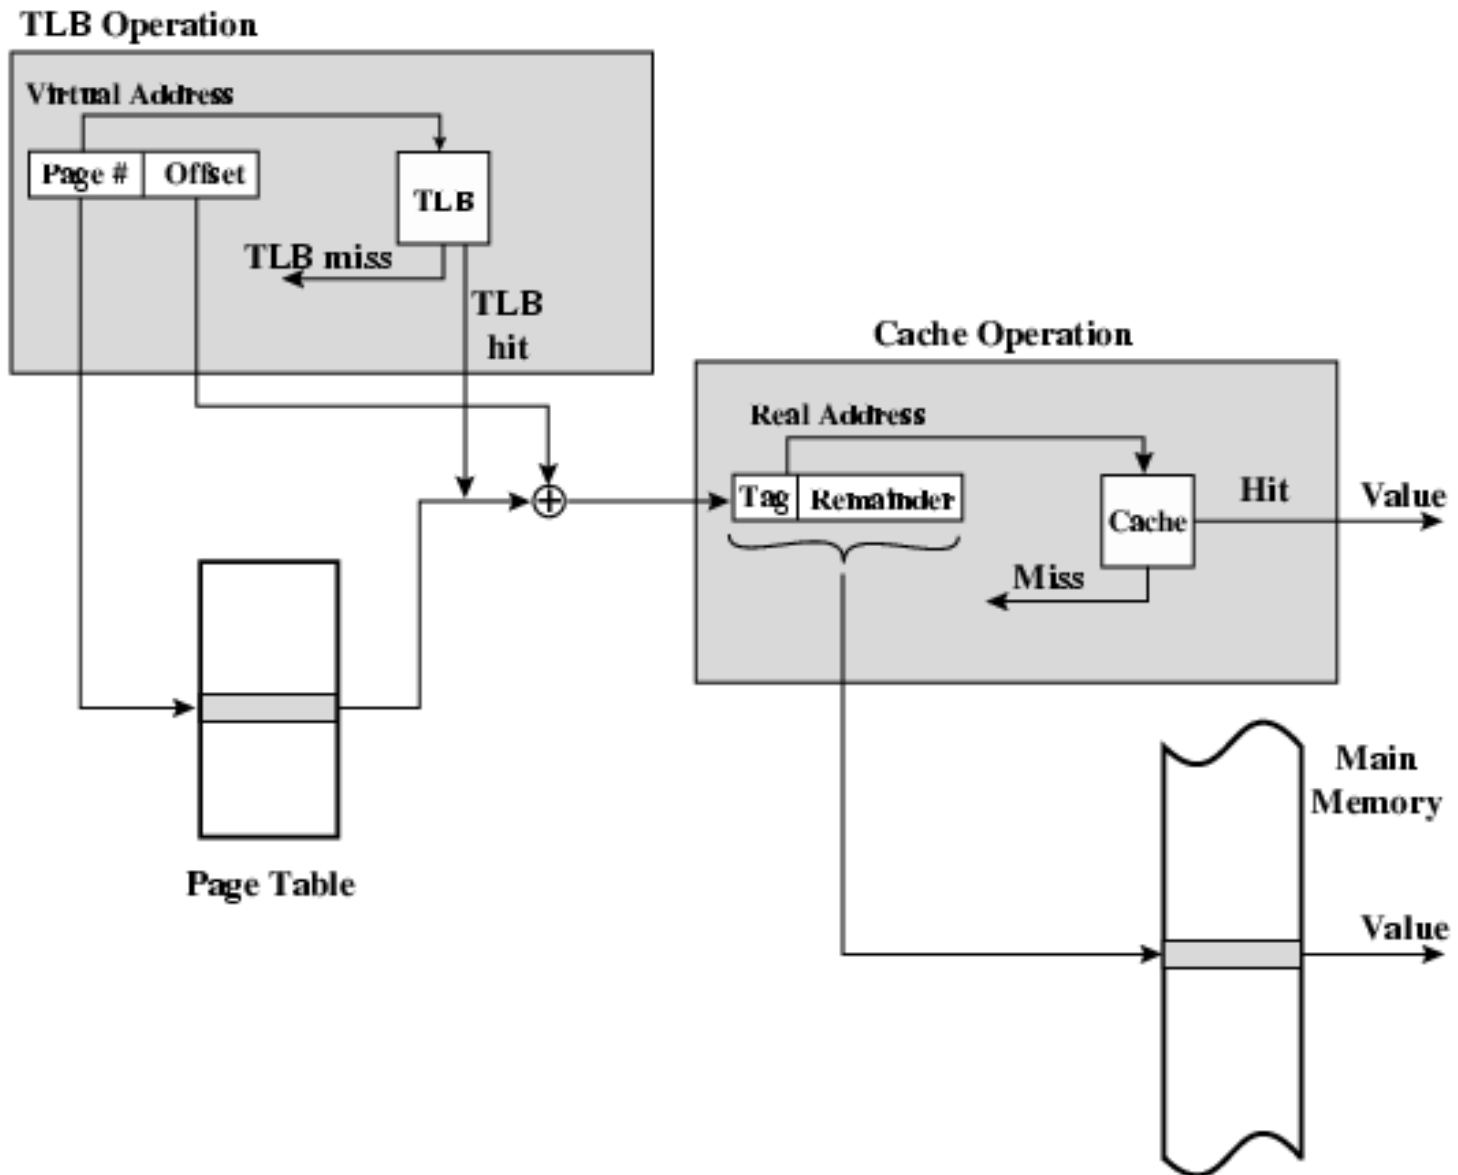 TLB Operation
Virtual Address
Page # Offset
TLB
TLB miss
TLB
hit
Cache Operation
Real Address
Tag Remainder
Cache
Hit
Value
Miss
Page Table
Main
Memory
Value